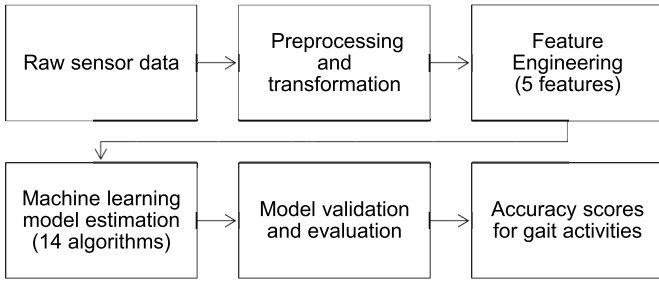 Raw sensor data
Preprocessing
and
transformation
Feature
Engineering
(5 features)
Machine learning
model estimation
(14 algorithms)
Model validation
and evaluation
Accuracy scores
for gait activities